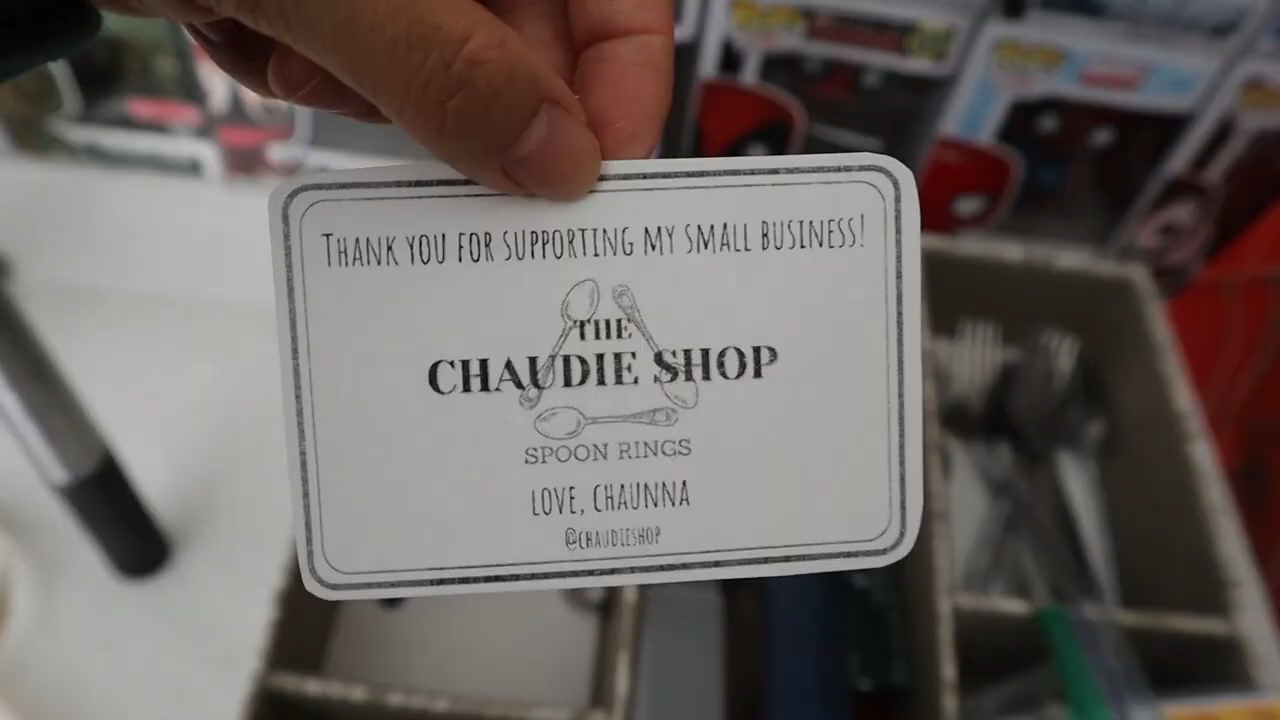 THANK YOU FOR SUPPORTING MY SMALL BUSINESS!
THE
CHAUDIE SHOP
SPOON RINGS
LOVE, CHAUNNA
@CHAUDIESHOP